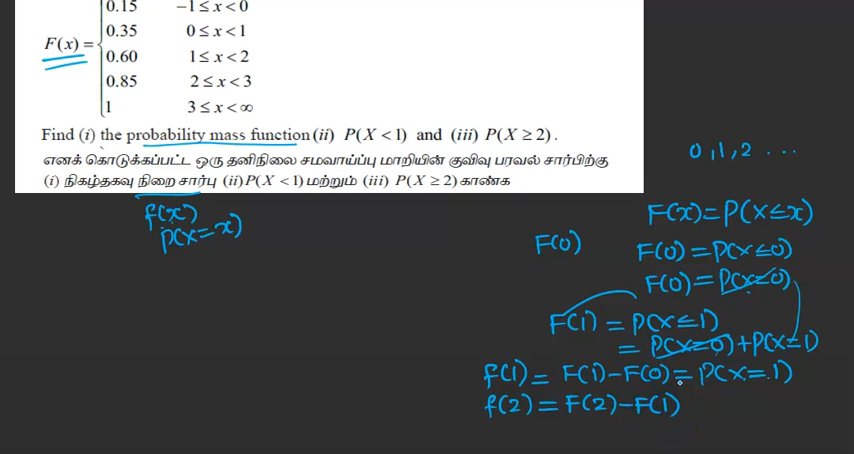 0.15 −1 ≤ x < 0
0.35 0 ≤ x < 1
F(x) = 0.60 1 ≤ x < 2
0.85 2 ≤ x < 3
1 3 ≤ x < ∞
Find (i) the probability mass function (ii) P(X < 1) and (iii) P(X ≥ 2).
எனக் கொடுக்கப்பட்ட ஒரு தனிநிலை சமவாய்ப்பு மாறியின் குவிவு பரவல் சார்பிற்கு
(i) நிகழ்தகவு நிறை சார்பு (ii) P(X < 1) மற்றும் (iii) P(X ≥ 2) காண்க
0,1,2 ...
f(x)
P(X=x)
F(x)=P(X≤x)
F(0)
F(0)=P(X≤0)
F(0)=P(X=0)
F(1) = P(X≤1)
= P(X=0)+P(X=1)
f(1) = F(1)-F(0)= P(X=1)
f(2) = F(2)-F(1)